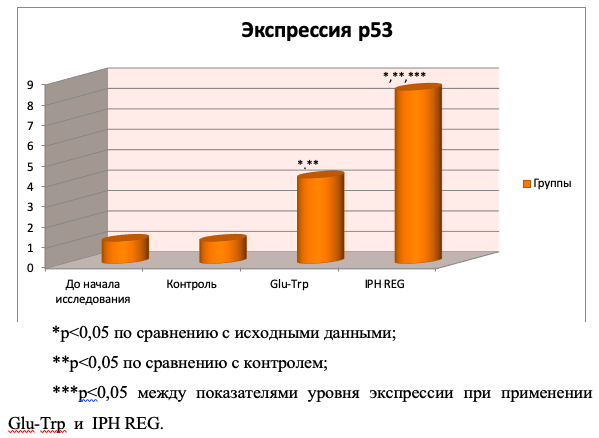 Экспрессия p53
*,**,***
*,**
9
8
7
6
5
4
3
2
1
0
Группы
До начала
исследования
Контроль
Glu-Trp
IPH REG
*p<0,05 по сравнению с исходными данными;
**p<0,05 по сравнению с контролем;
***p<0,05 между показателями уровня экспрессии при применении
Glu-Trp и IPH REG.